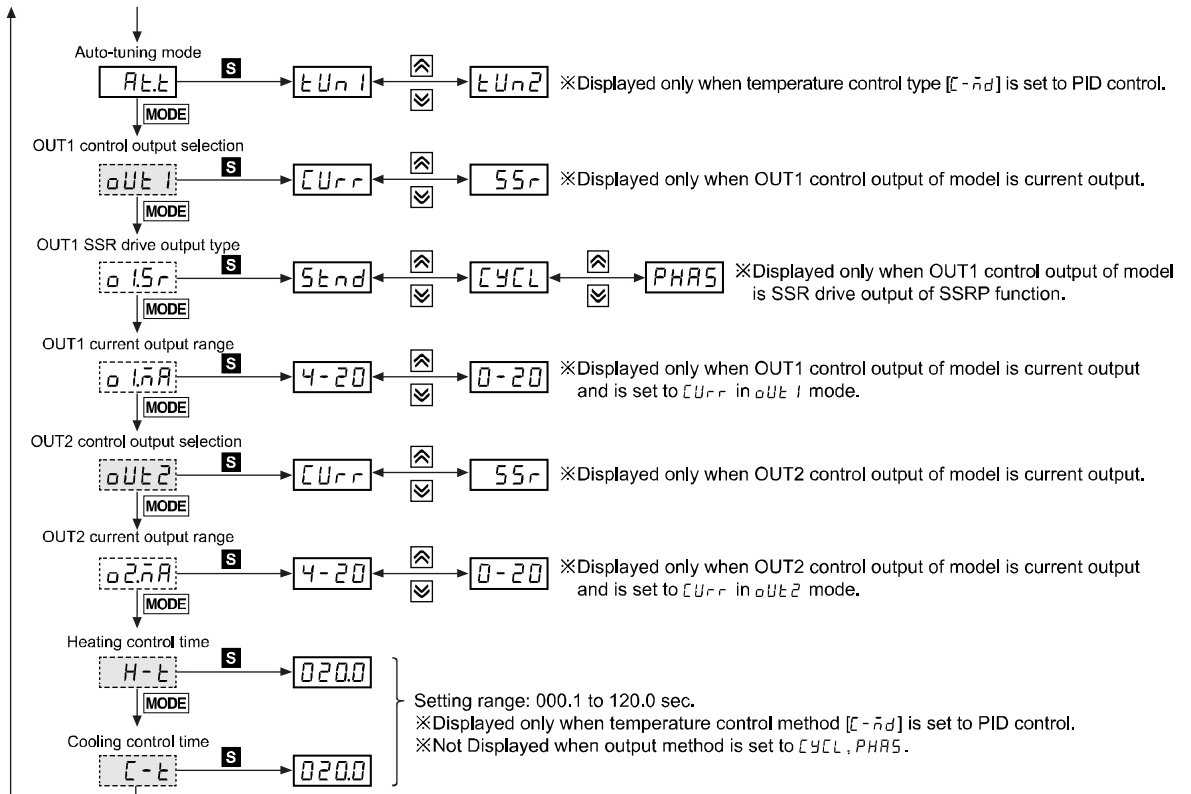 Auto-tuning mode
At.t S tUn1 tUn2 ※Displayed only when temperature control type [C-md] is set to PID control.
MODE
OUT1 control output selection
oUt1 S CUrr SSr ※Displayed only when OUT1 control output of model is current output.
MODE
OUT1 SSR drive output type
o1.Sr S Stnd CYCL PHAS ※Displayed only when OUT1 control output of model
is SSR drive output of SSRP function.
MODE
OUT1 current output range
o1.mA S 4-20 0-20 ※Displayed only when OUT1 control output of model is current output
and is set to CUrr in oUt1 mode.
MODE
OUT2 control output selection
oUt2 S CUrr SSr ※Displayed only when OUT2 control output of model is current output.
MODE
OUT2 current output range
o2.mA S 4-20 0-20 ※Displayed only when OUT2 control output of model is current output
and is set to CUrr in oUt2 mode.
MODE
Heating control time
H-t S 020.0
MODE
Setting range: 000.1 to 120.0 sec.
※Displayed only when temperature control method [C-md] is set to PID control.
※Not Displayed when output method is set to CYCL, PHAS.
Cooling control time
C-t S 020.0